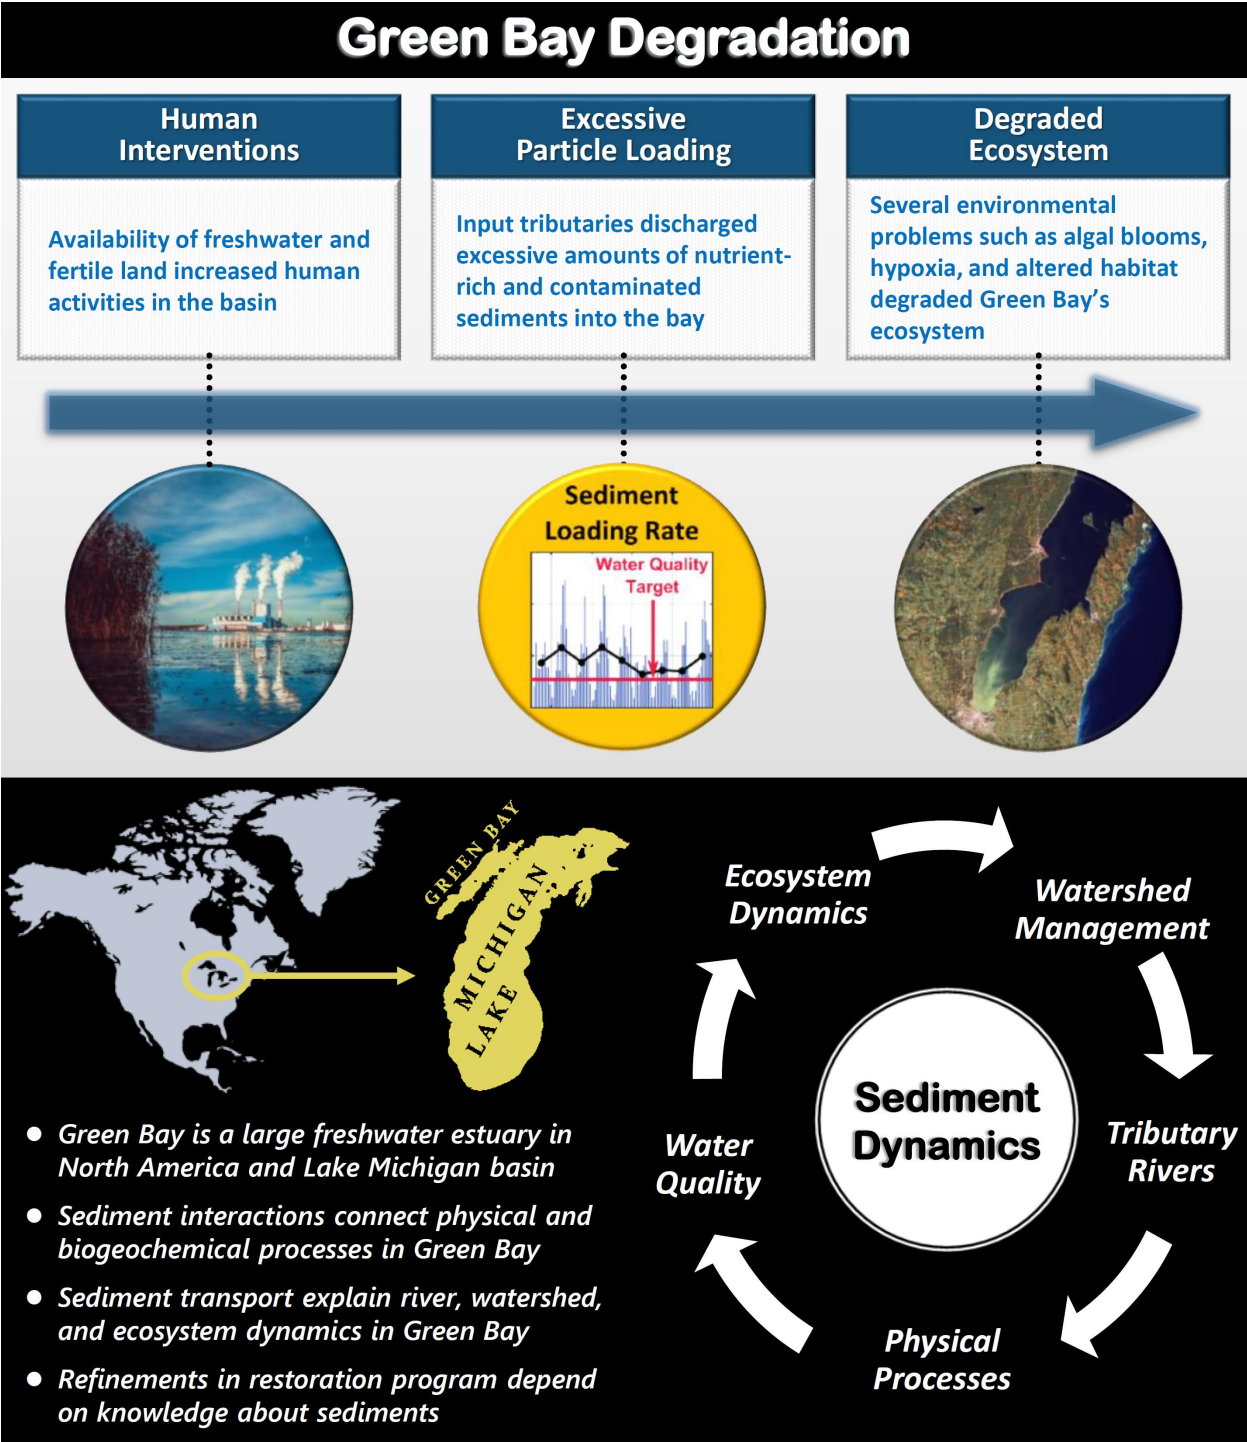 Green Bay Degradation
Human
Interventions
Availability of freshwater and
fertile land increased human
activities in the basin
Excessive
Particle Loading
Input tributaries discharged
excessive amounts of nutrient-
rich and contaminated
sediments into the bay
Degraded
Ecosystem
Several environmental
problems such as algal blooms,
hypoxia, and altered habitat
degraded Green Bay's
ecosystem
Sediment
Loading Rate
Water Quality
Target
GREEN BAY
LAKE
MICHIGAN
● Green Bay is a large freshwater estuary in
North America and Lake Michigan basin
● Sediment interactions connect physical and
biogeochemical processes in Green Bay
● Sediment transport explain river, watershed,
and ecosystem dynamics in Green Bay
● Refinements in restoration program depend
on knowledge about sediments
Ecosystem
Dynamics
Watershed
Management
Tributary
Rivers
Physical
Processes
Water
Quality
Sediment
Dynamics